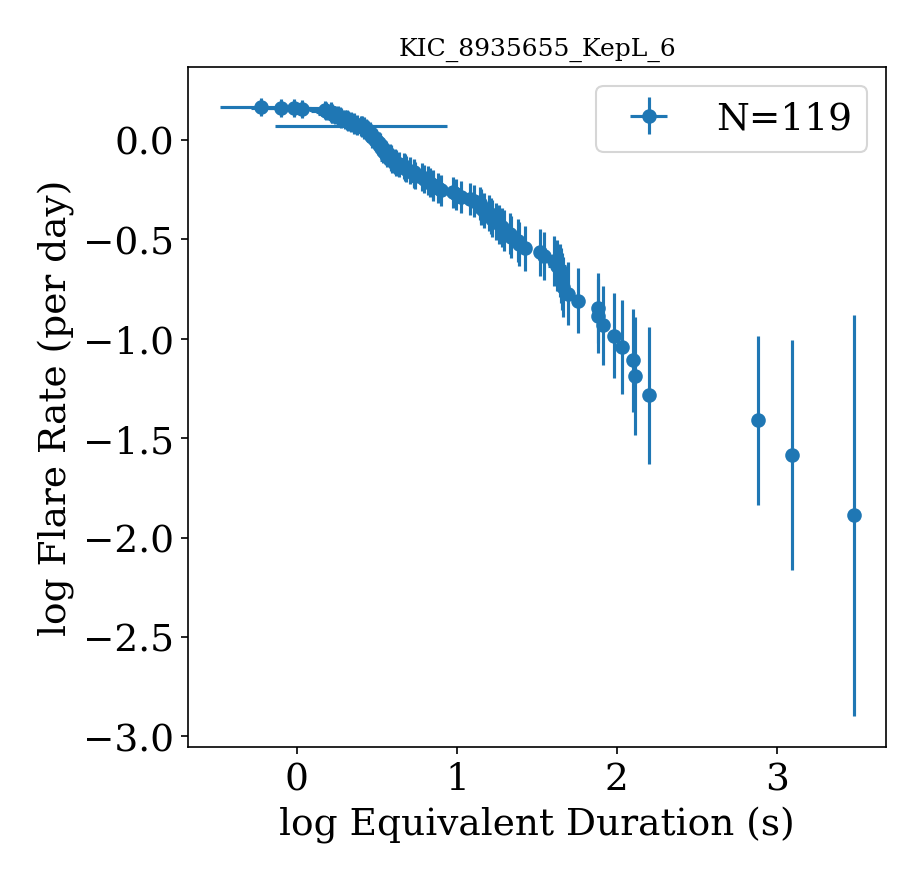 KIC_8935655_KepL_6
N=119
log Flare Rate (per day)
0.0
−0.5
−1.0
−1.5
−2.0
−2.5
−3.0
0 1 2 3
log Equivalent Duration (s)